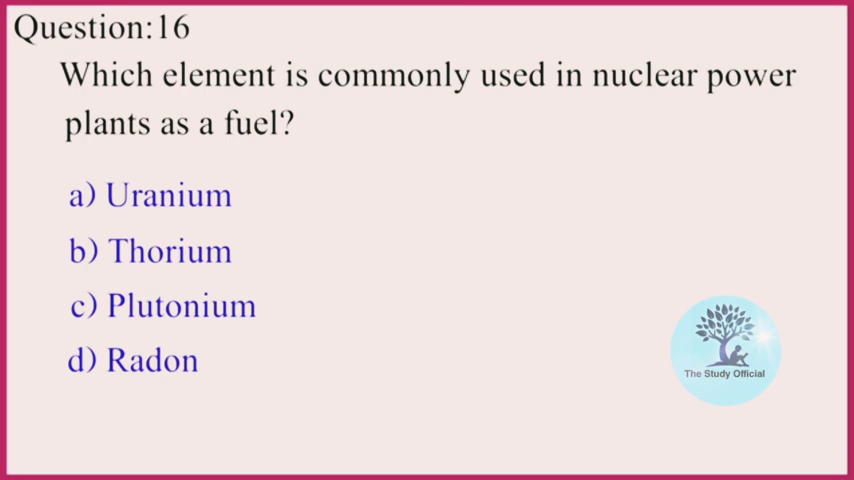 Question:16
Which element is commonly used in nuclear power
plants as a fuel?
a) Uranium
b) Thorium
c) Plutonium
d) Radon
The Study Official